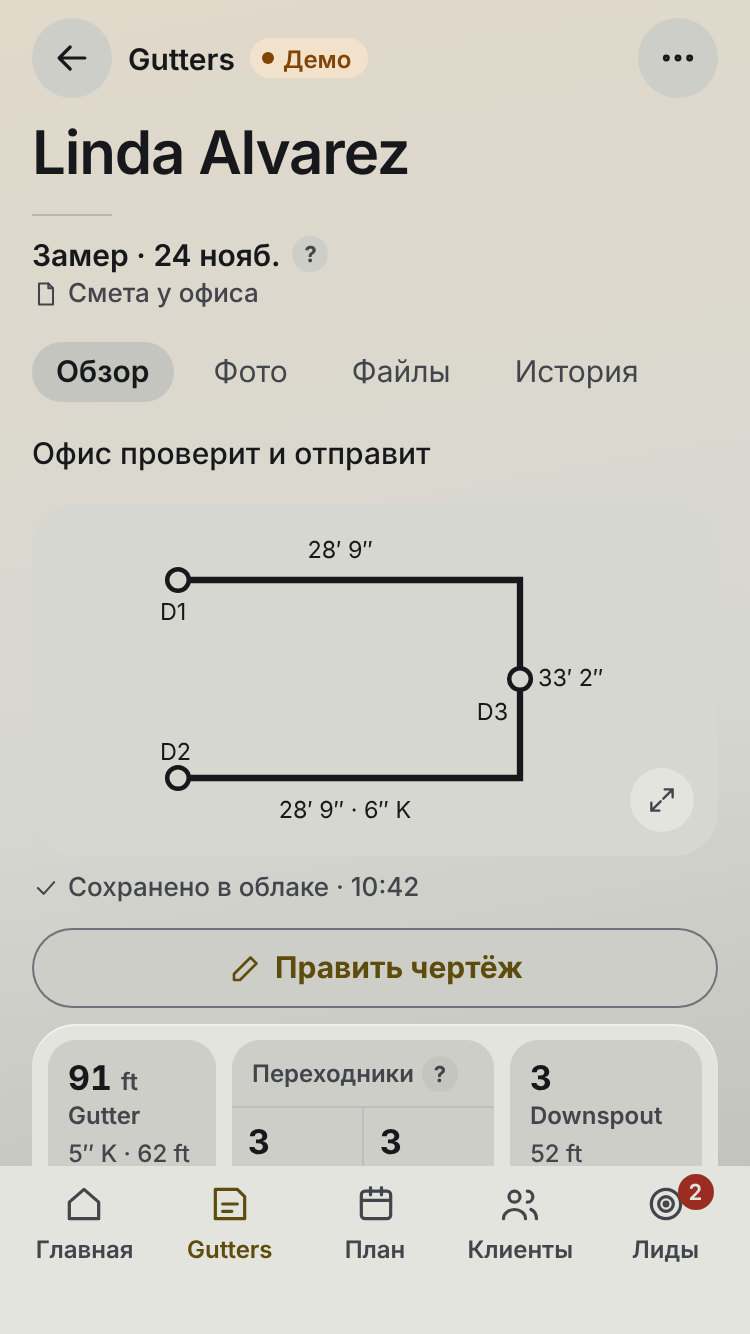 Gutters
Демо
Linda Alvarez
Замер · 24 нояб. ?
Смета у офиса
Обзор Фото Файлы История
Офис проверит и отправит
28′ 9″
D1
33′ 2″
D3
D2
28′ 9″ · 6″ K
Сохранено в облаке · 10:42
Править чертёж
91 ft
Gutter
5″ K · 62 ft
Переходники ?
3 3
3
Downspout
52 ft
Главная Gutters План Клиенты Лиды 2